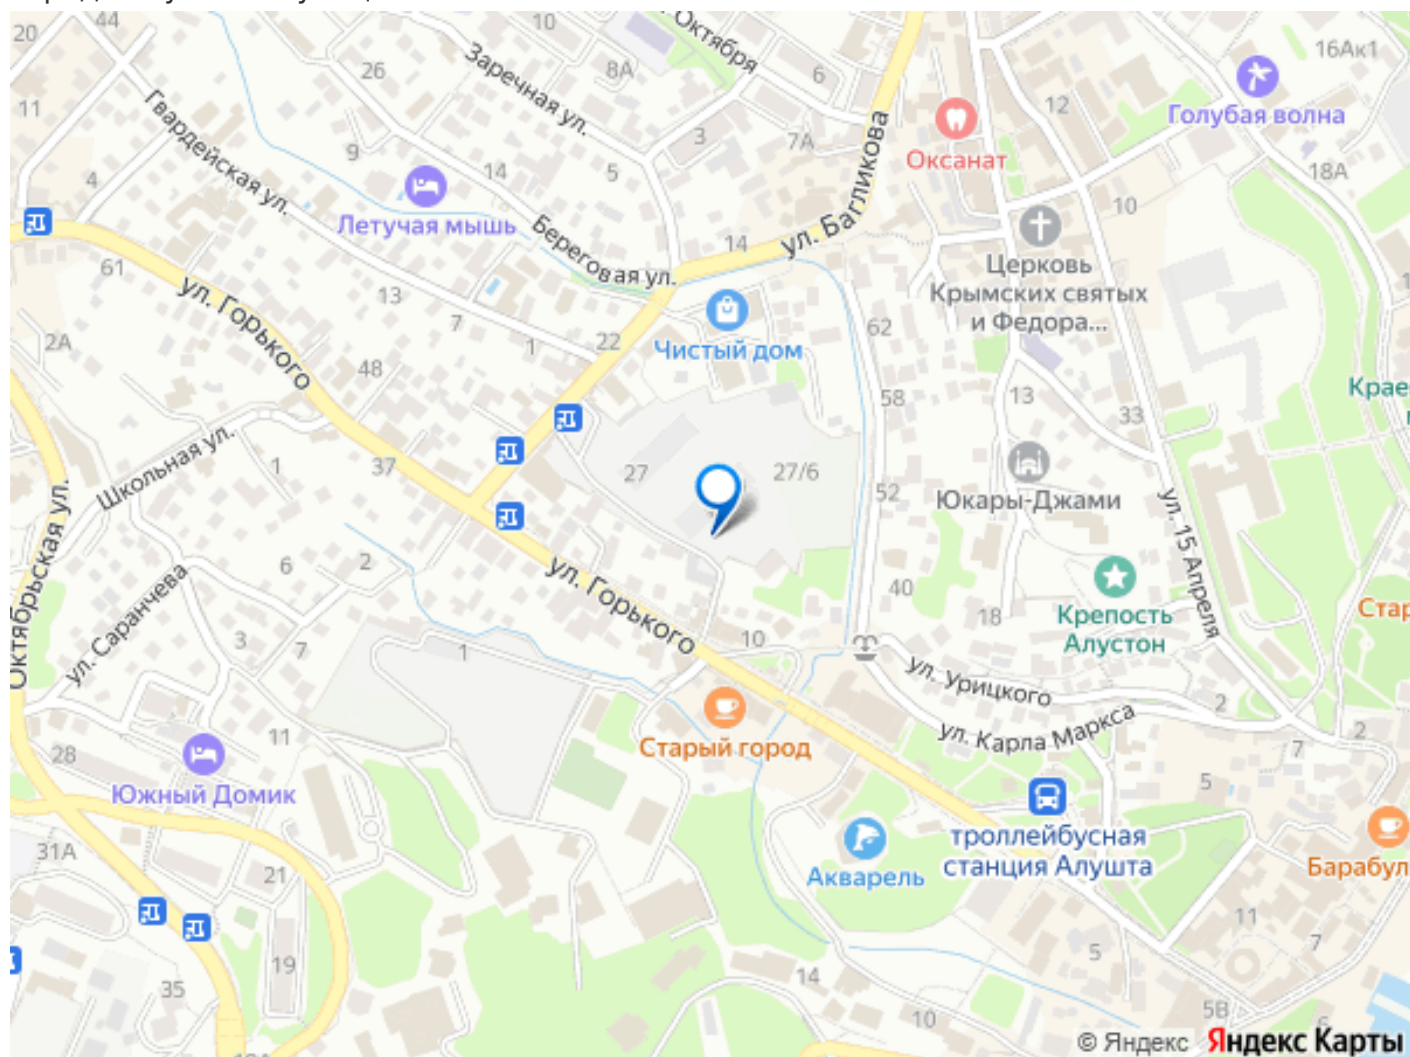 44
20
10
16Ак1
Октября
Заречная ул.
26
8А
6
Голубая волна
11
Гвардейская ул.
12
9
3
7А
ул. Багликова
Оксанат
14
5
18А
4
Летучая мышь
10
Береговая ул.
14
61
Церковь
Крымских святых
и Федора...
ул. Горького
13
7
62
2А
1
22
Чистый дом
48
Крае
58
13
33
Школьная ул.
1
37
27
27/6
52
Юкары-Джами
Октябрьская ул.
ул. 15 Апреля
6
2
ул. Горького
40
18
Крепость
Алустон
Стар
ул. Саранчева
3
7
1
10
ул. Урицкого
2
28
11
Старый город
ул. Карла Маркса
7
2
5
Южный Домик
троллейбусная
станция Алушта
31А
21
Акварель
Барабул
11
7
19
5
35
14
5В
6
10
© Яндекс Яндекс Карты